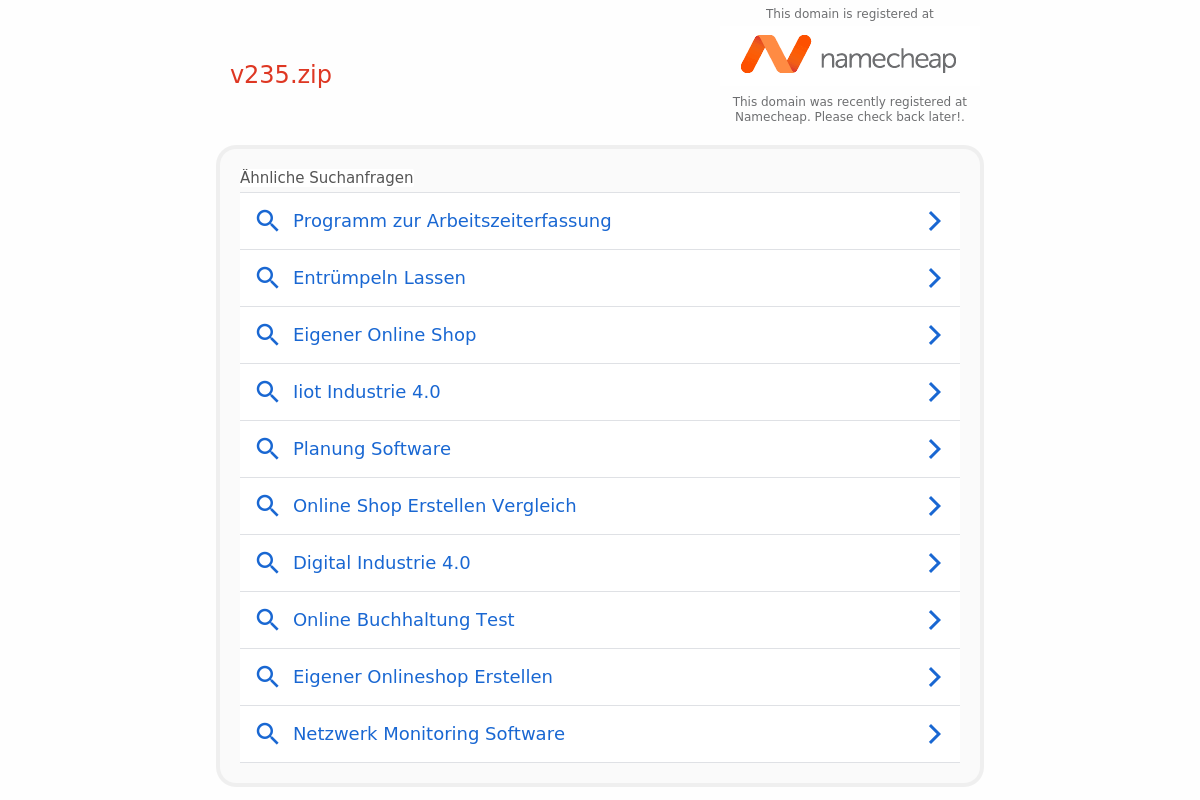 This domain is registered at
namecheap
v235.zip
This domain was recently registered at
Namecheap. Please check back later!.
Ähnliche Suchanfragen
Programm zur Arbeitszeiterfassung
Entrümpeln Lassen
Eigener Online Shop
Iiot Industrie 4.0
Planung Software
Online Shop Erstellen Vergleich
Digital Industrie 4.0
Online Buchhaltung Test
Eigener Onlineshop Erstellen
Netzwerk Monitoring Software